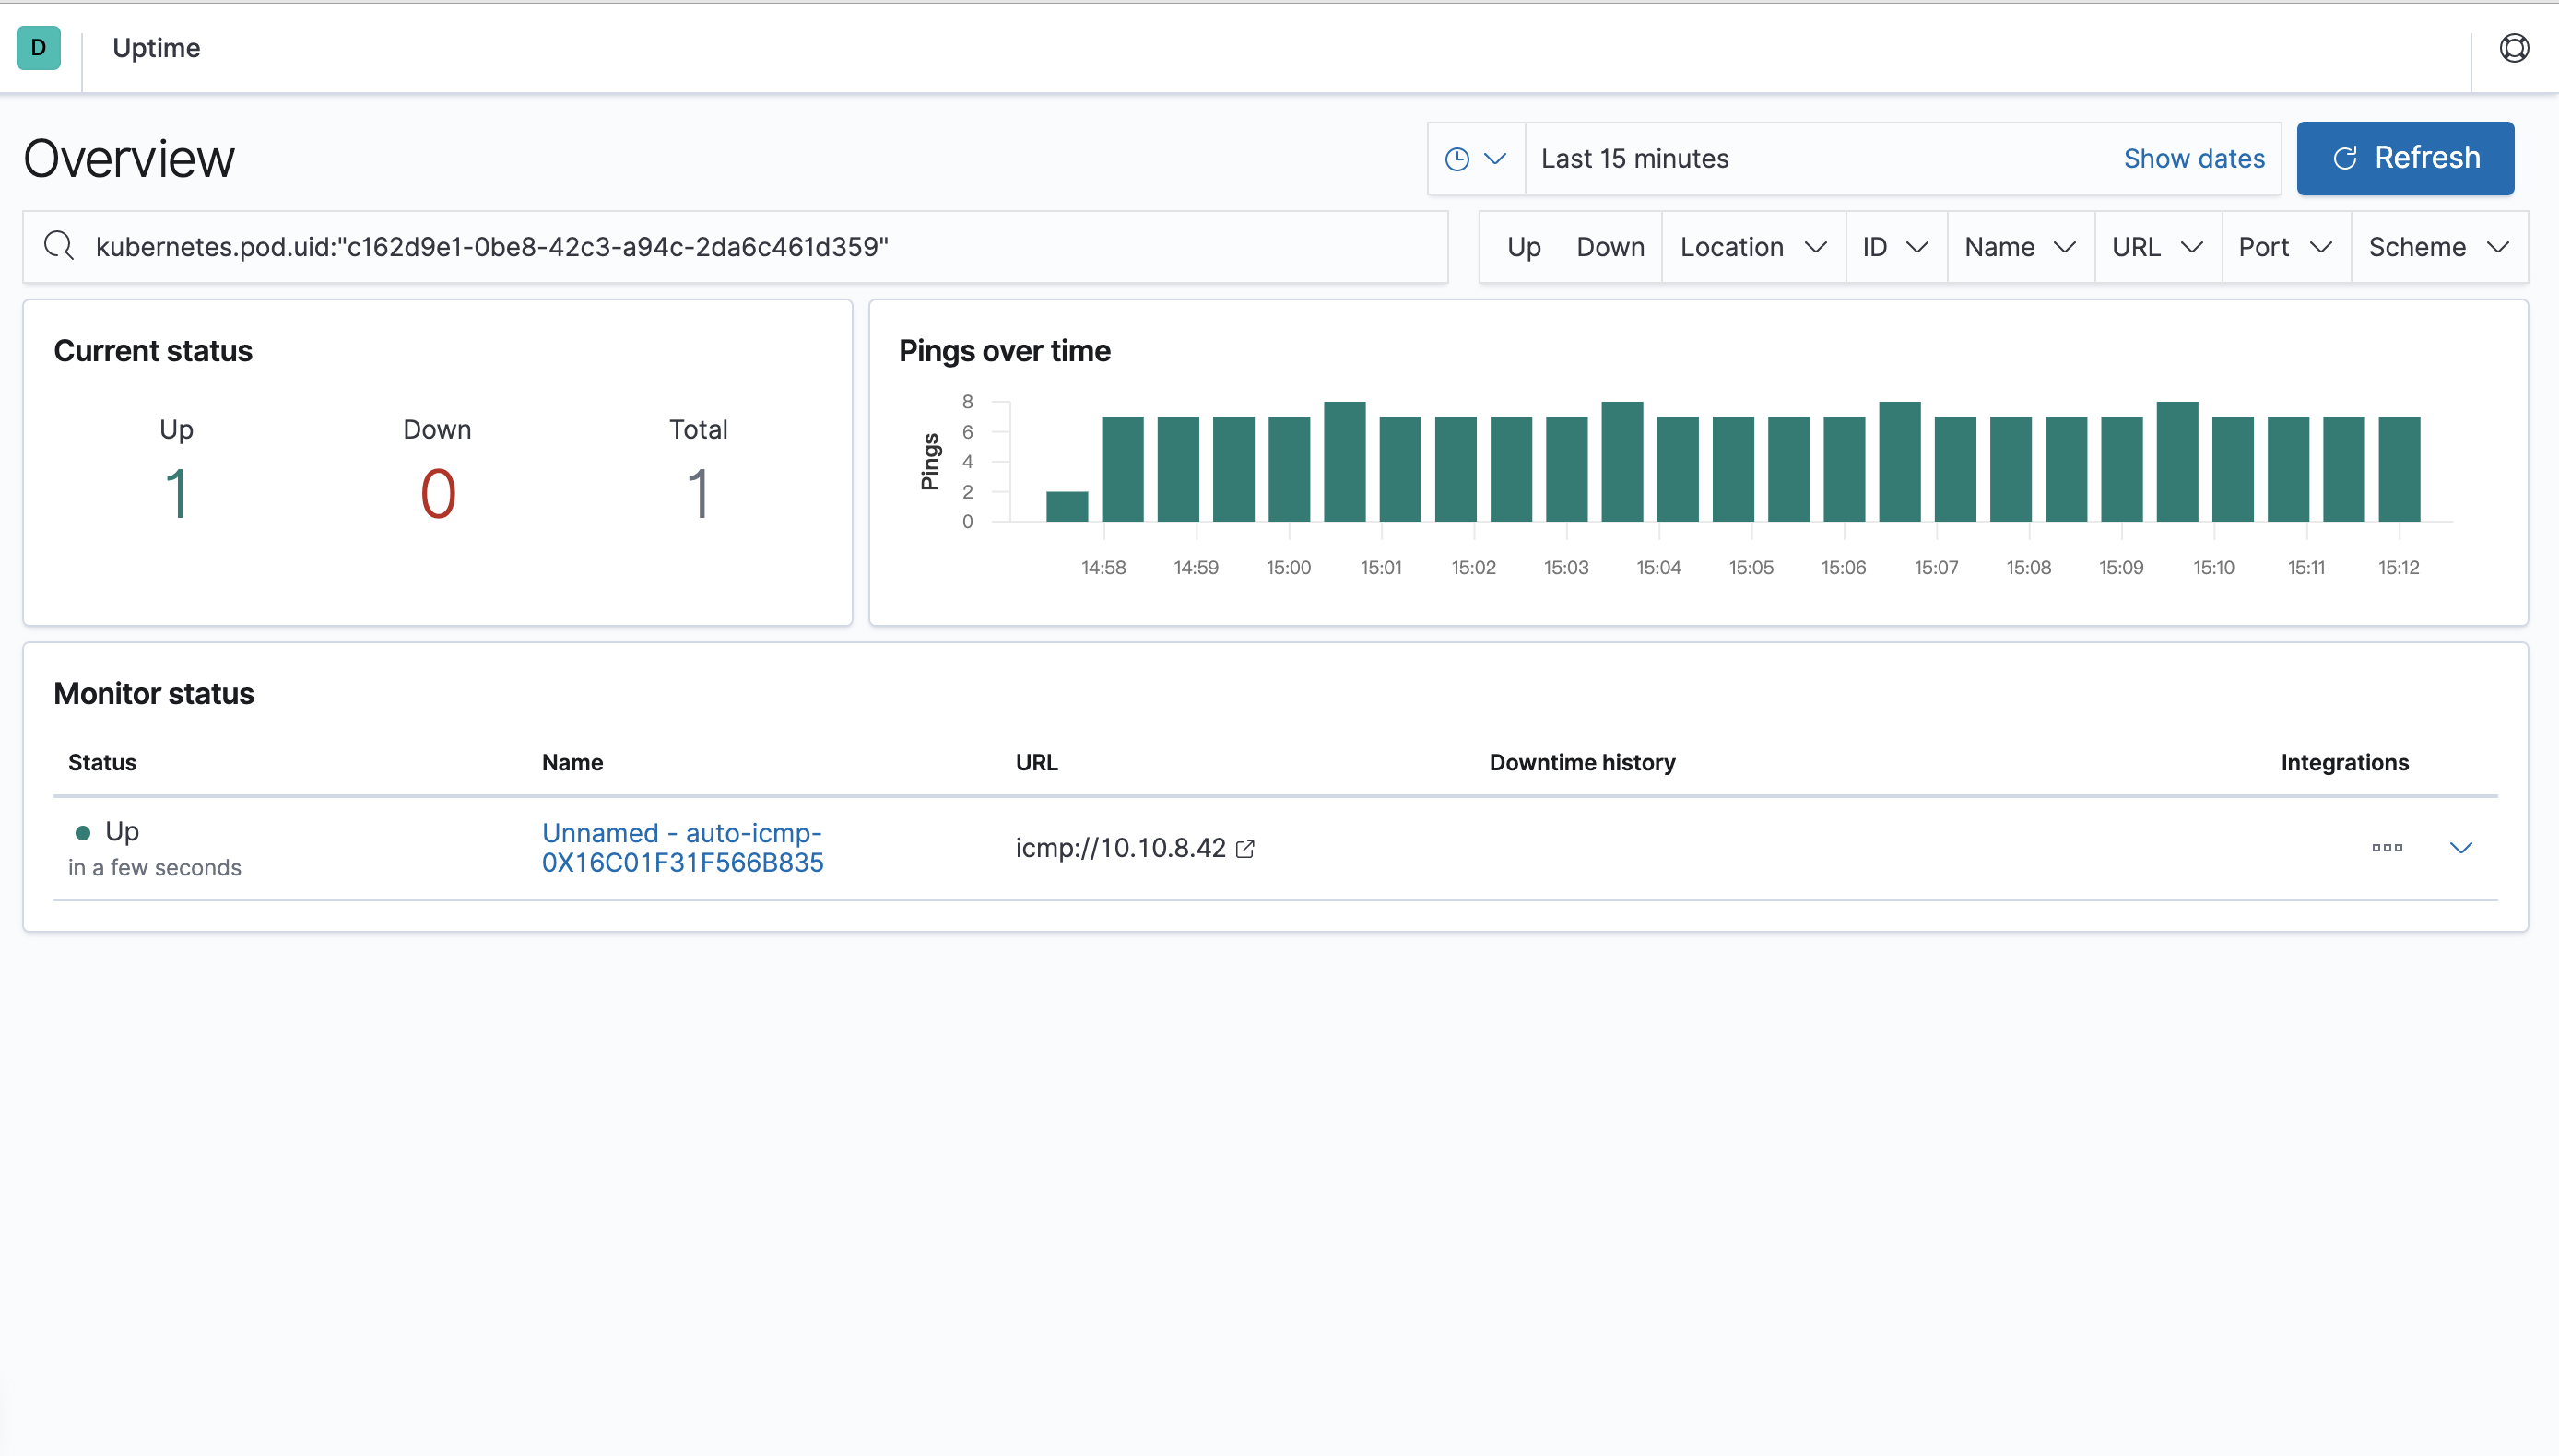 D
Uptime
Overview
Last 15 minutes
Show dates
Refresh
kubernetes.pod.uid:"c162d9e1-0be8-42c3-a94c-2da6c461d359"
Up
Down
Location
ID
Name
URL
Port
Scheme
Current status
Up
Down
Total
1
0
1
Pings over time
Pings
8
6
4
2
0
14:58
14:59
15:00
15:01
15:02
15:03
15:04
15:05
15:06
15:07
15:08
15:09
15:10
15:11
15:12
Monitor status
Status
Name
URL
Downtime history
Integrations
Up
in a few seconds
Unnamed - auto-icmp-
0X16C01F31F566B835
icmp://10.10.8.42